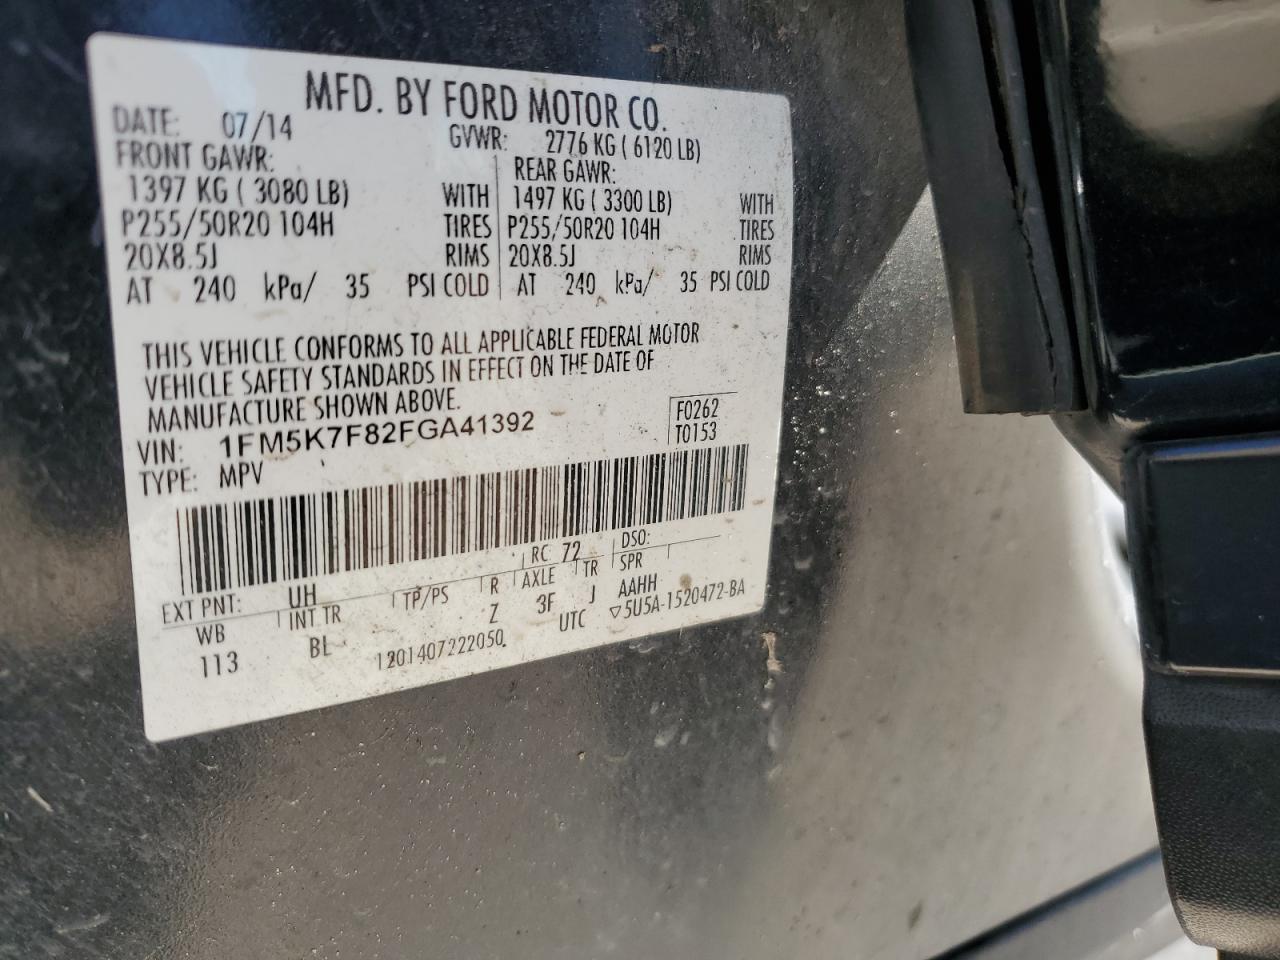 MFD. BY FORD MOTOR CO.
DATE: 07/14 GVWR: 2776 KG ( 6120 LB)
FRONT GAWR: REAR GAWR:
1397 KG ( 3080 LB) WITH 1497 KG ( 3300 LB) WITH
P255/50R20 104H TIRES P255/50R20 104H TIRES
20X8.5J RIMS 20X8.5J RIMS
AT 240 kPa/ 35 PSI COLD AT 240 kPa/ 35 PSI COLD
THIS VEHICLE CONFORMS TO ALL APPLICABLE FEDERAL MOTOR
VEHICLE SAFETY STANDARDS IN EFFECT ON THE DATE OF
MANUFACTURE SHOWN ABOVE.
VIN: 1FM5K7F82FGA41392 F0262
TYPE: MPV T0153
EXT PNT: UH RC 72 DSO:
WB INT TR TP/PS R AXLE TR SPR
113 BL Z 3F J AAHH
1201407222050 UTC ▽5U5A-1520472-BA